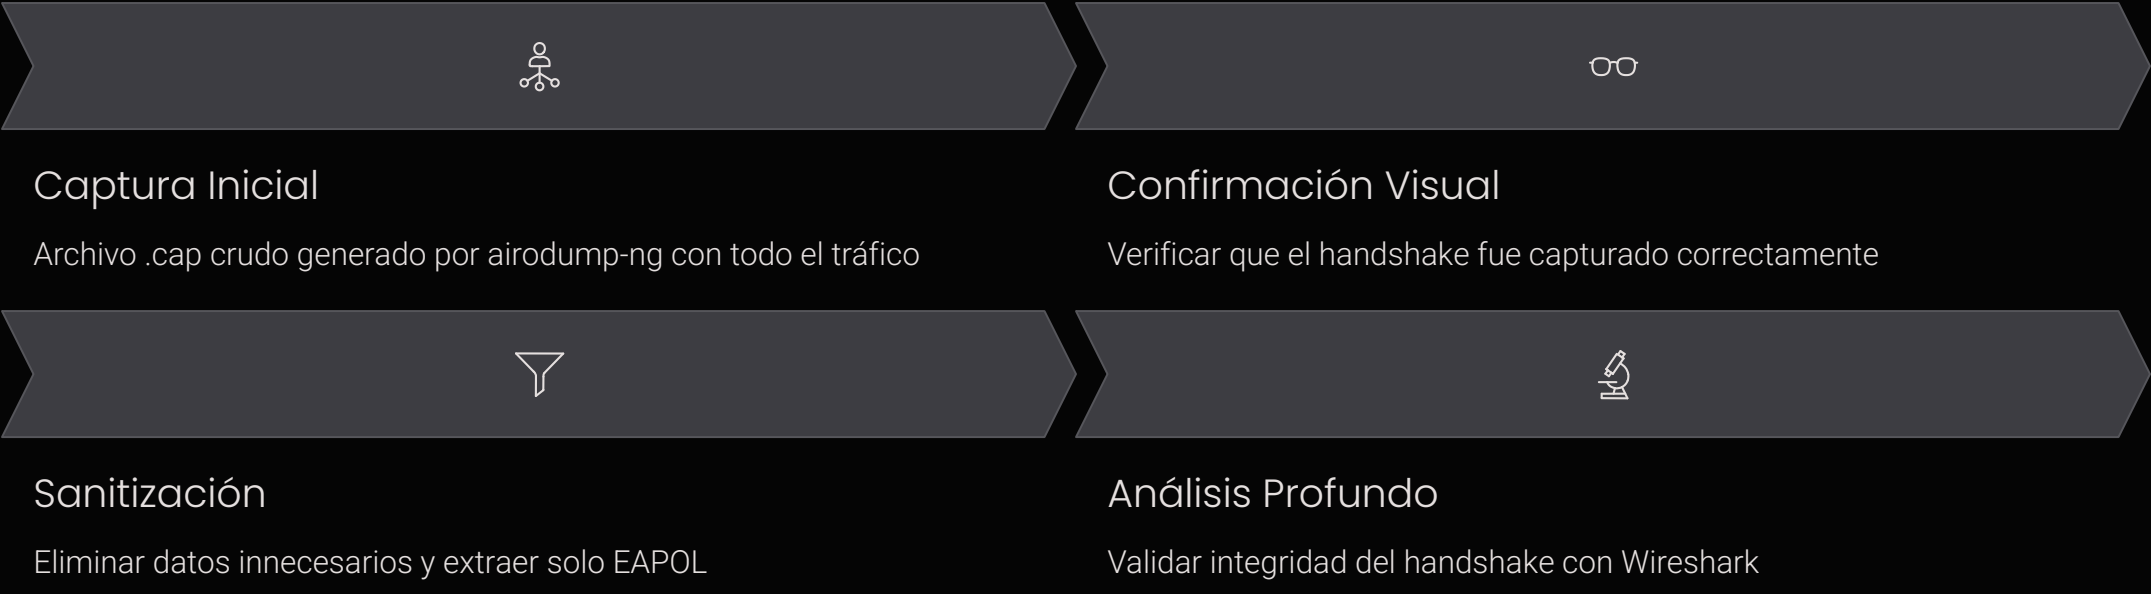 Captura Inicial
Archivo .cap crudo generado por airodump-ng con todo el tráfico
Confirmación Visual
Verificar que el handshake fue capturado correctamente
Sanitización
Eliminar datos innecesarios y extraer solo EAPOL
Análisis Profundo
Validar integridad del handshake con Wireshark